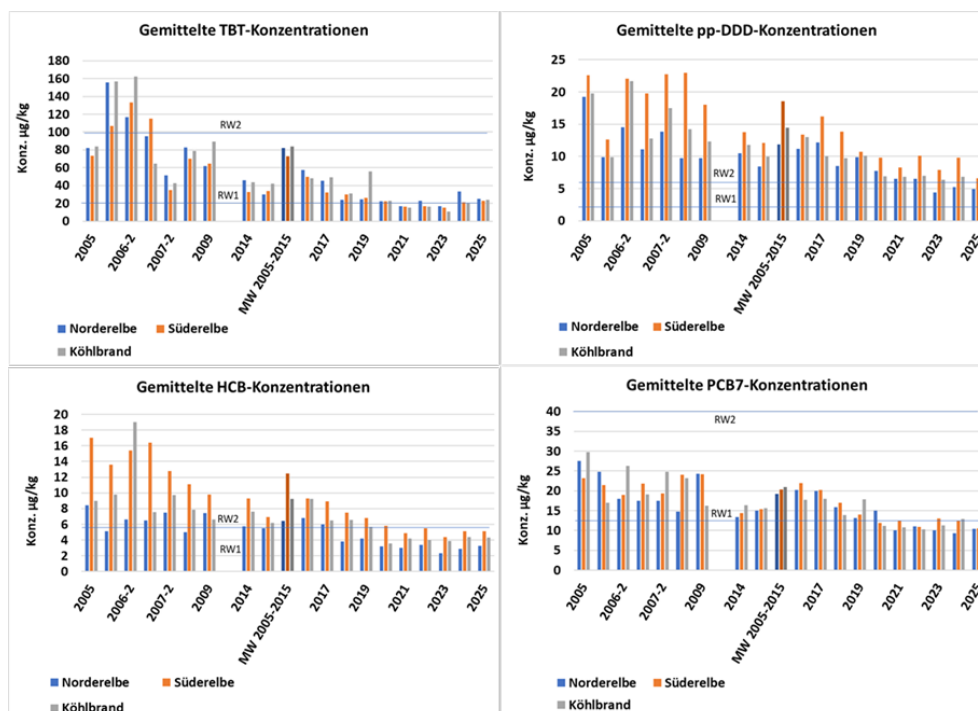 Gemittelte TBT-Konzentrationen
Konz. µg/kg
180
160
140
120
100
80
60
40
20
0
RW2
RW1
2005
2006-2
2007-2
2009
2014
MW 2005-2015
2017
2019
2021
2023
2025
Norderelbe Süderelbe
Köhlbrand
Gemittelte pp-DDD-Konzentrationen
Konz. µg/kg
25
20
15
10
5
0
RW2
RW1
2005
2006-2
2007-2
2009
2014
MW 2005-2015
2017
2019
2021
2023
2025
Norderelbe Süderelbe
Köhlbrand
Gemittelte HCB-Konzentrationen
Konz. µg/kg
20
18
16
14
12
10
8
6
4
2
0
RW2
RW1
2005
2006-2
2007-2
2009
2014
MW 2005-2015
2017
2019
2021
2023
2025
Norderelbe Süderelbe
Köhlbrand
Gemittelte PCB7-Konzentrationen
Konz. µg/kg
40
35
30
25
20
15
10
5
0
RW2
RW1
2005
2006-2
2007-2
2009
2014
MW 2005-2015
2017
2019
2021
2023
2025
Norderelbe Süderelbe
Köhlbrand